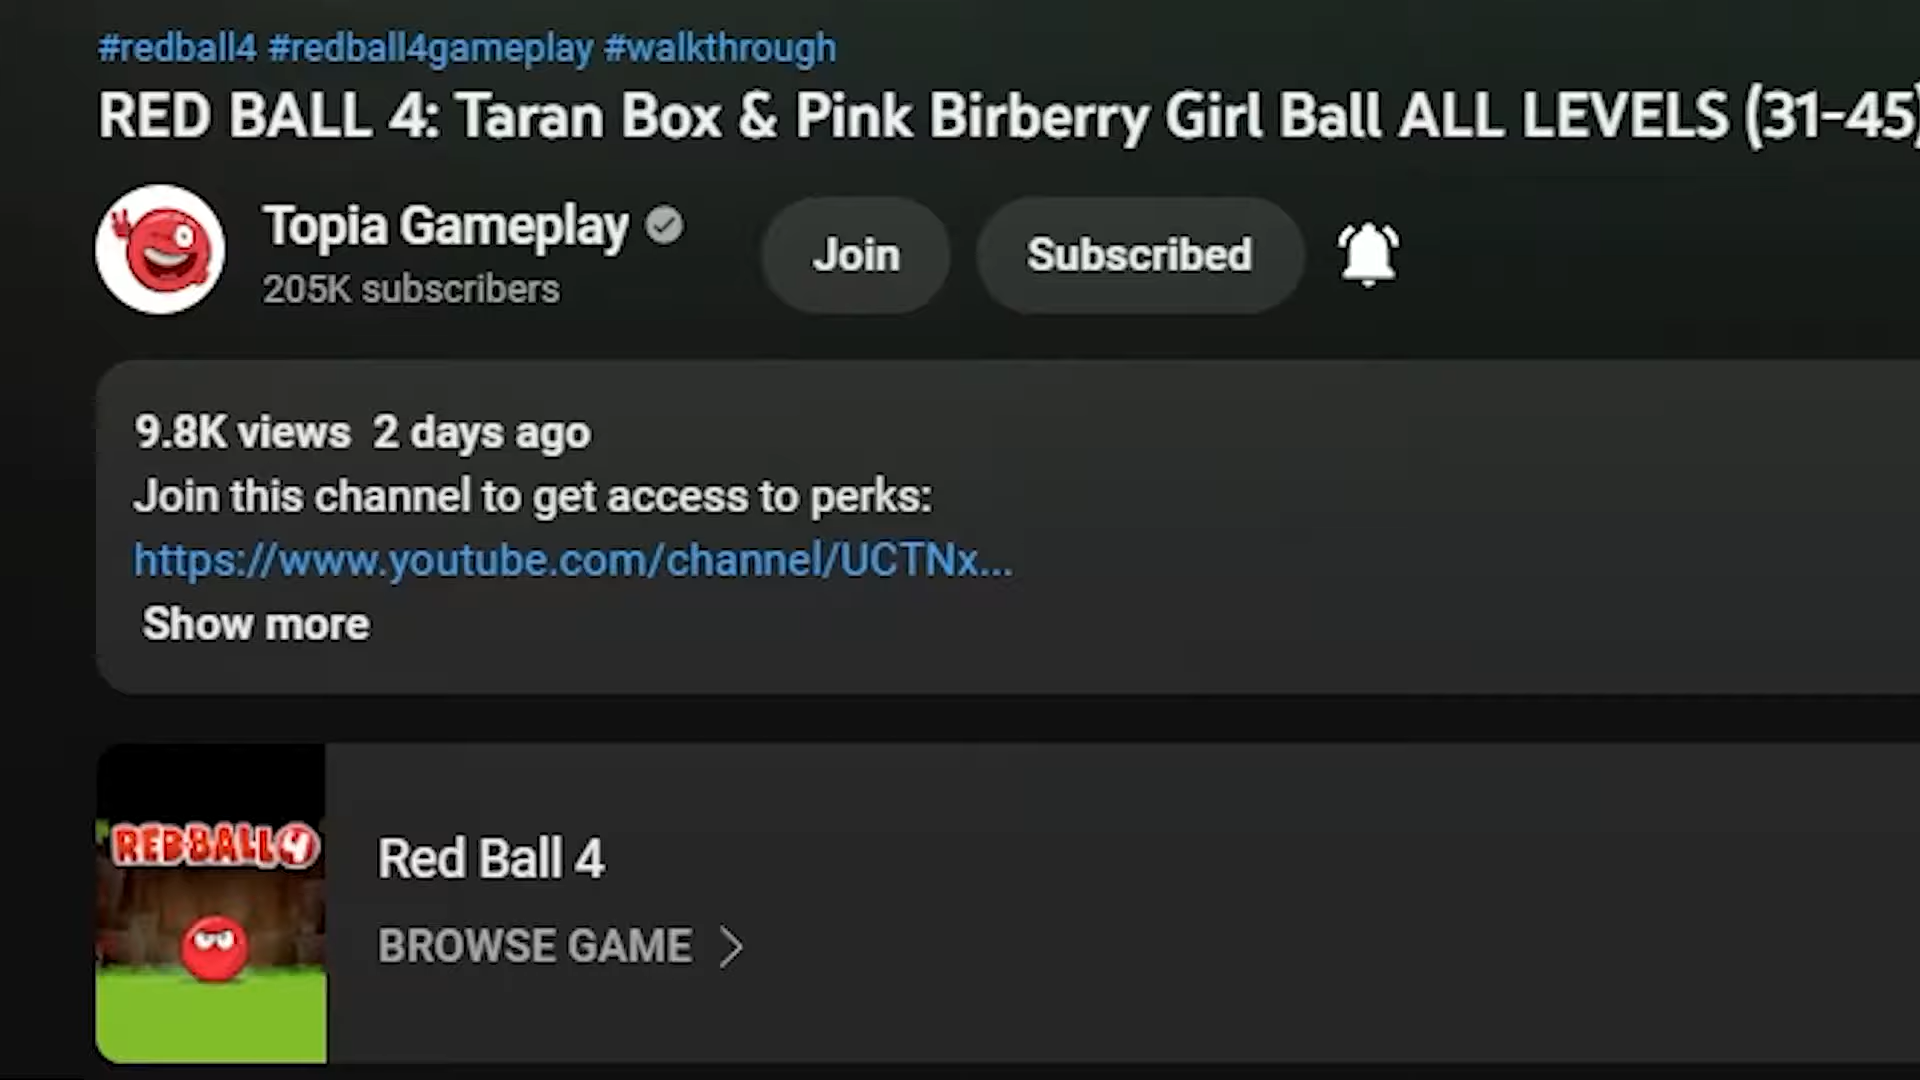 #redball4 #redball4gameplay #walkthrough
RED BALL 4: Taran Box & Pink Birberry Girl Ball ALL LEVELS (31-45)
Topia Gameplay
205K subscribers
Join
Subscribed
9.8K views 2 days ago
Join this channel to get access to perks:
https://www.youtube.com/channel/UCTNx...
Show more
REDBALL4
Red Ball 4
BROWSE GAME